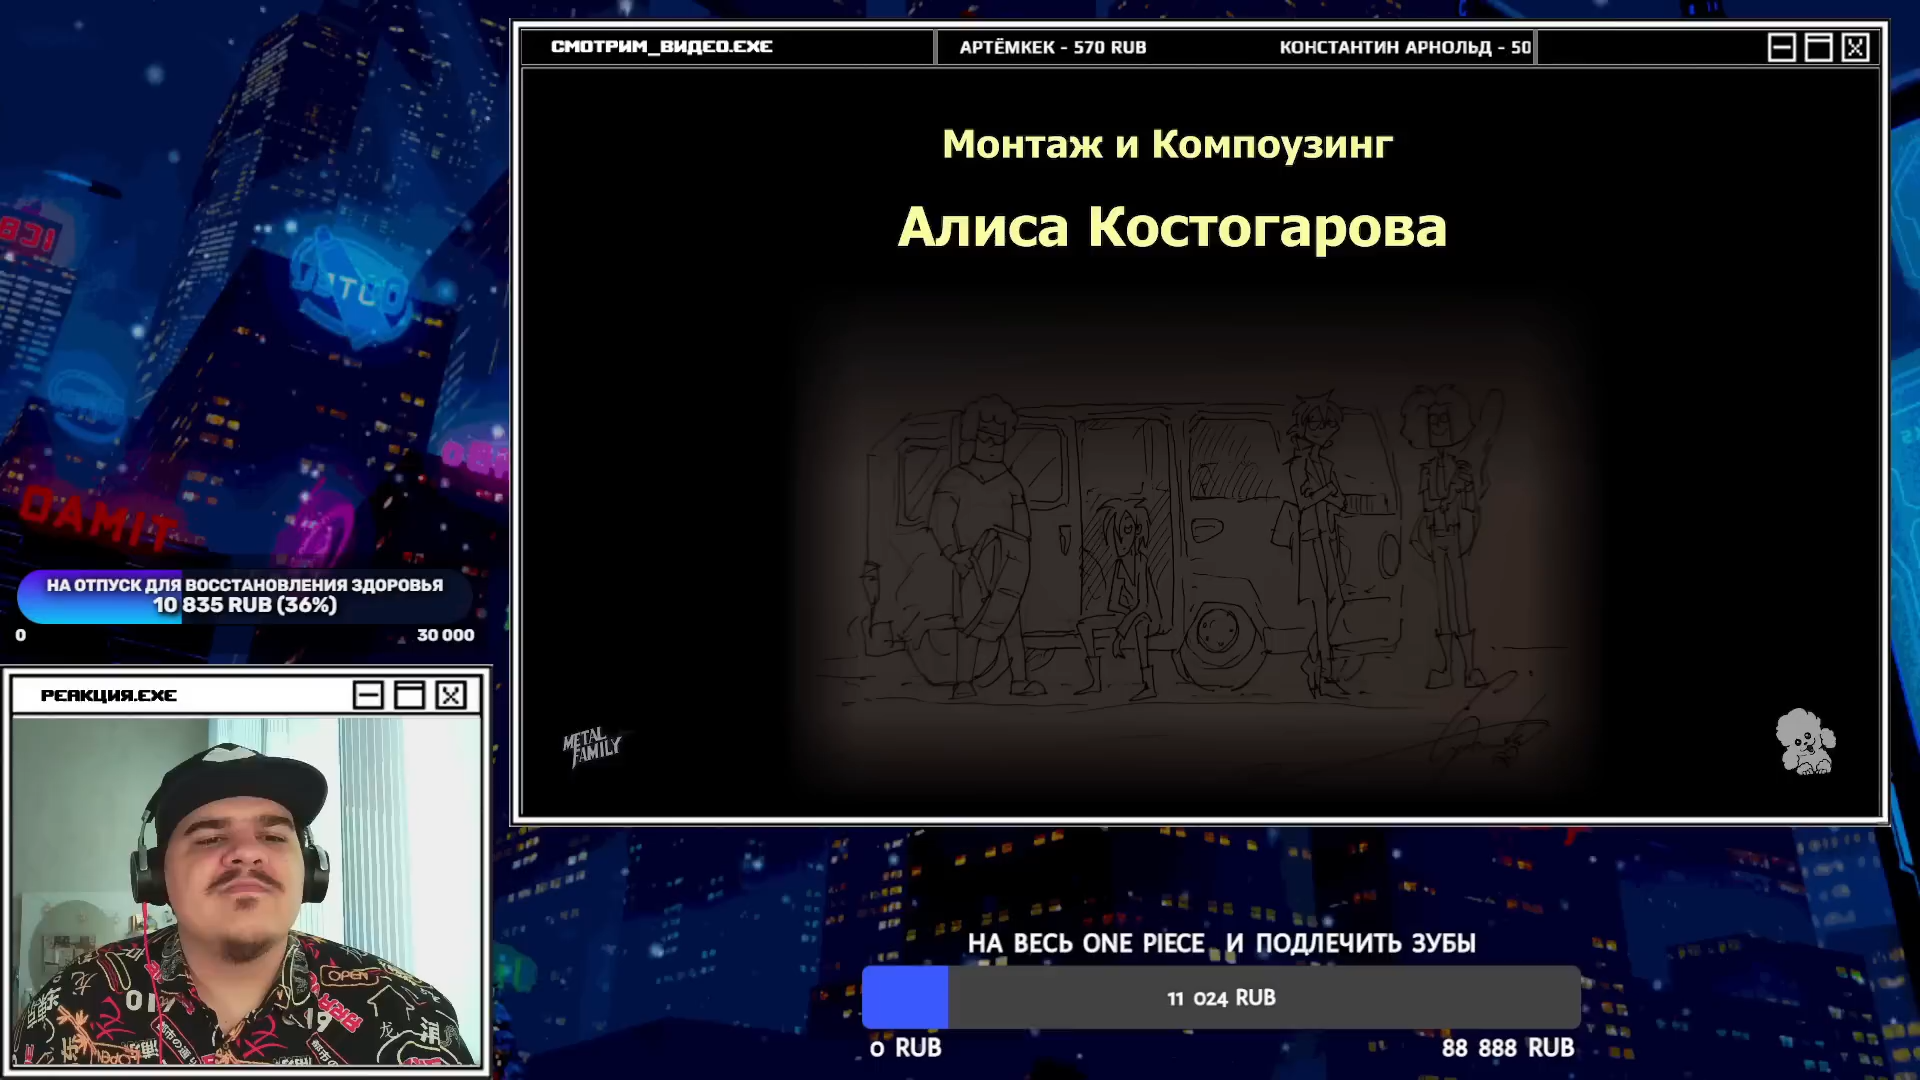 СМОТРИМ_ВИДЕО.EXE
АРТЁМКЕК - 570 RUB
КОНСТАНТИН АРНОЛЬД - 50
Монтаж и Компоузинг
Алиса Костогарова
METAL
FAMILY
НА ОТПУСК ДЛЯ ВОССТАНОВЛЕНИЯ ЗДОРОВЬЯ
10 835 RUB (36%)
0
30 000
РЕАКЦИЯ.EXE
OPEN
НА ВЕСЬ ONE PIECE И ПОДЛЕЧИТЬ ЗУБЫ
11 024 RUB
0 RUB
88 888 RUB